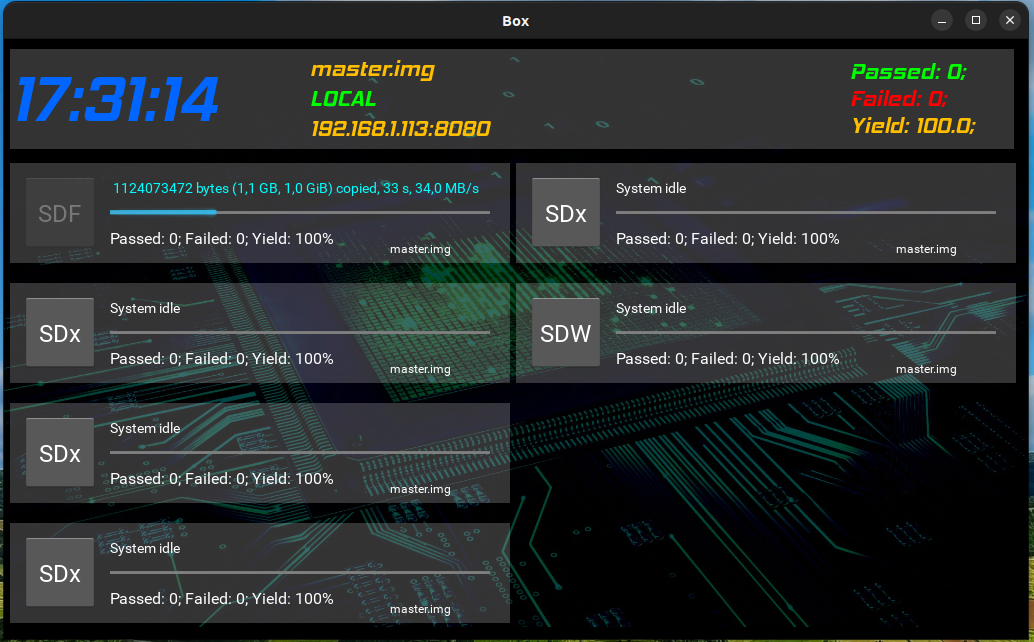 Box
17:31:14
master.img
LOCAL
192.168.1.113:8080
Passed: 0;
Failed: 0;
Yield: 100.0;
SDF
1124073472 bytes (1,1 GB, 1,0 GiB) copied, 33 s, 34,0 MB/s
Passed: 0; Failed: 0; Yield: 100%
master.img
SDx
System idle
Passed: 0; Failed: 0; Yield: 100%
master.img
SDx
System idle
Passed: 0; Failed: 0; Yield: 100%
master.img
SDW
System idle
Passed: 0; Failed: 0; Yield: 100%
master.img
SDx
System idle
Passed: 0; Failed: 0; Yield: 100%
master.img
SDx
System idle
Passed: 0; Failed: 0; Yield: 100%
master.img